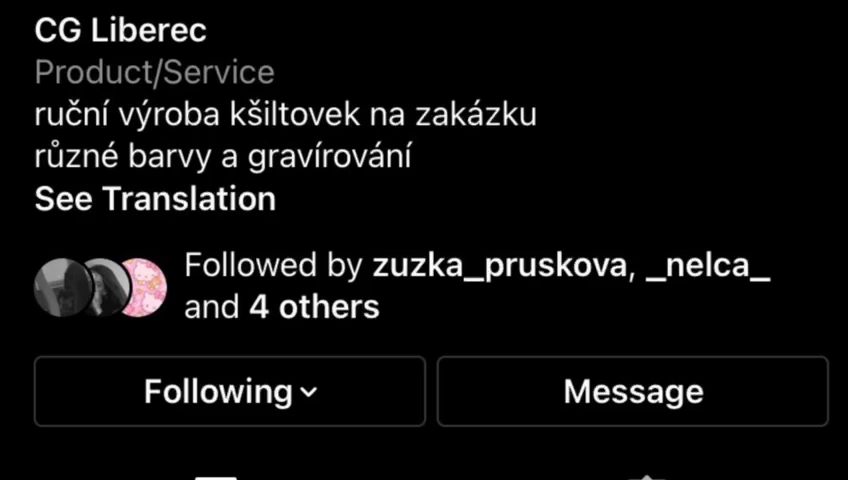 CG Liberec
Product/Service
ruční výroba kšiltovek na zakázku
různé barvy a gravírování
See Translation
Followed by zuzka_pruskova, _nelca_
and 4 others
Following
Message